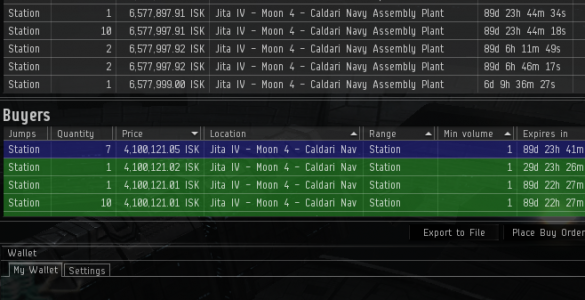 Station 1 6,577,897.91 ISK Jita IV - Moon 4 - Caldari Navy Assembly Plant 89d 23h 44m 34s
Station 10 6,577,897.91 ISK Jita IV - Moon 4 - Caldari Navy Assembly Plant 89d 23h 44m 18s
Station 2 6,577,997.92 ISK Jita IV - Moon 4 - Caldari Navy Assembly Plant 89d 6h 11m 49s
Station 2 6,577,997.92 ISK Jita IV - Moon 4 - Caldari Navy Assembly Plant 89d 6h 46m 17s
Station 1 6,577,999.00 ISK Jita IV - Moon 4 - Caldari Navy Assembly Plant 6d 9h 36m 27s
Buyers
Jumps Quantity Price Location Range Min volume Expires in
Station 7 4,100,121.05 ISK Jita IV - Moon 4 - Caldari Nav Station 1 89d 23h 41m
Station 1 4,100,121.02 ISK Jita IV - Moon 4 - Caldari Nav Station 1 29d 23h 26m
Station 1 4,100,121.01 ISK Jita IV - Moon 4 - Caldari Nav Station 1 89d 22h 27m
Station 10 4,100,121.01 ISK Jita IV - Moon 4 - Caldari Nav Station 1 89d 22h 27m
Export to File Place Buy Order
Wallet
My Wallet Settings